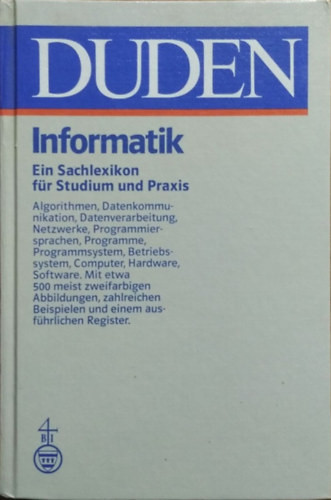 DUDEN
Informatik
Ein Sachlexikon
für Studium und Praxis
Algorithmen, Datenkommu-
nikation, Datenverarbeitung,
Netzwerke, Programmier-
sprachen, Programme,
Programmsystem, Betriebs-
system, Computer, Hardware,
Software. Mit etwa
500 meist zweifarbigen
Abbildungen, zahlreichen
Beispielen und einem aus-
führlichen Register.
B I